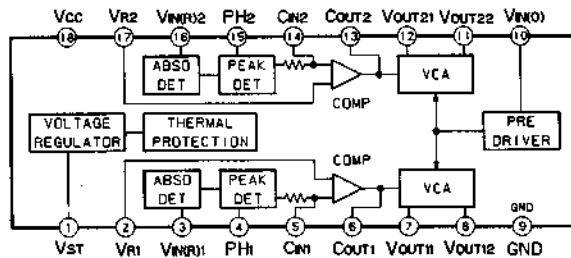 VCC VR2 VIN(R)2 PH2 CIN2 COUT2 VOUT21 VOUT22 VIN(O)
18 17 16 15 14 13 12 11 10
ABSO DET
PEAK DET
COMP
VCA
VOLTAGE REGULATOR
THERMAL PROTECTION
PRE DRIVER
ABSO DET
PEAK DET
COMP
VCA
GND
1 2 3 4 5 6 7 8 9
VST VR1 VIN(R)1 PH1 CIN1 COUT1 VOUT11 VOUT12 GND